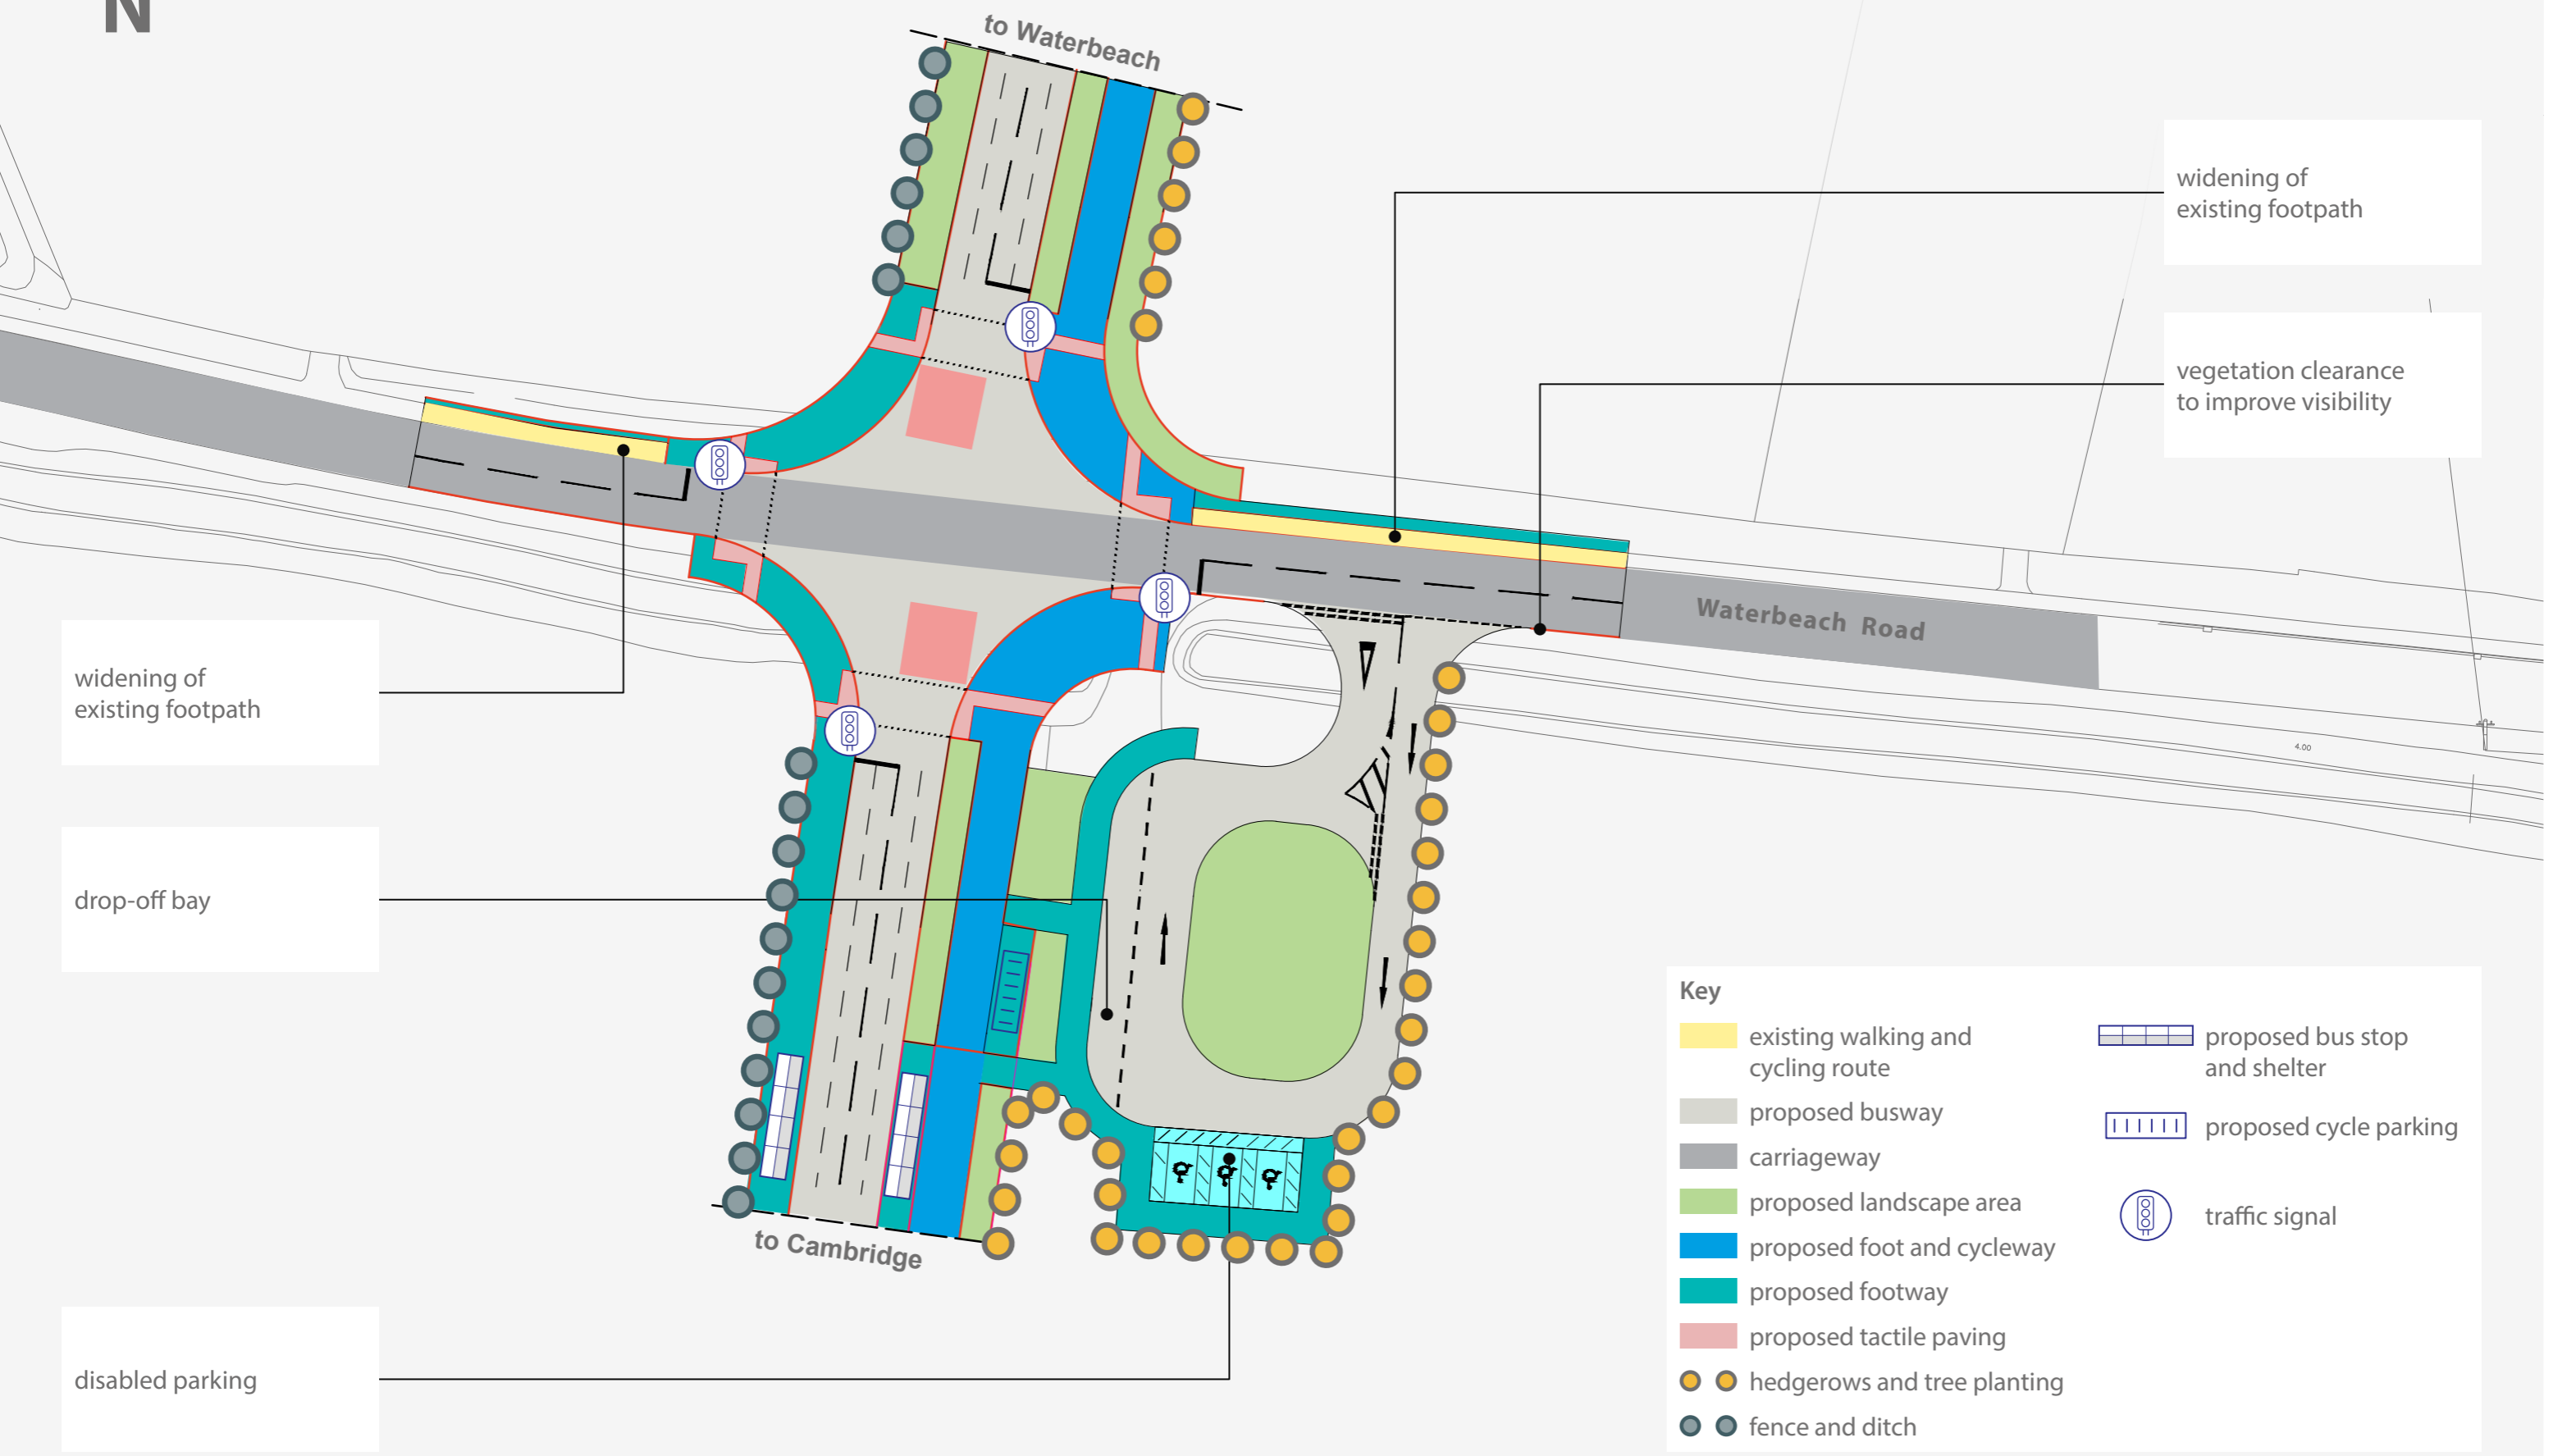 N
to Waterbeach
widening of
existing footpath
vegetation clearance
to improve visibility
Waterbeach Road
widening of
existing footpath
4.00
drop-off bay
to Cambridge
disabled parking
Key
existing walking and
cycling route
proposed busway
carriageway
proposed landscape area
proposed foot and cycleway
proposed footway
proposed tactile paving
hedgerows and tree planting
fence and ditch
proposed bus stop
and shelter
proposed cycle parking
traffic signal